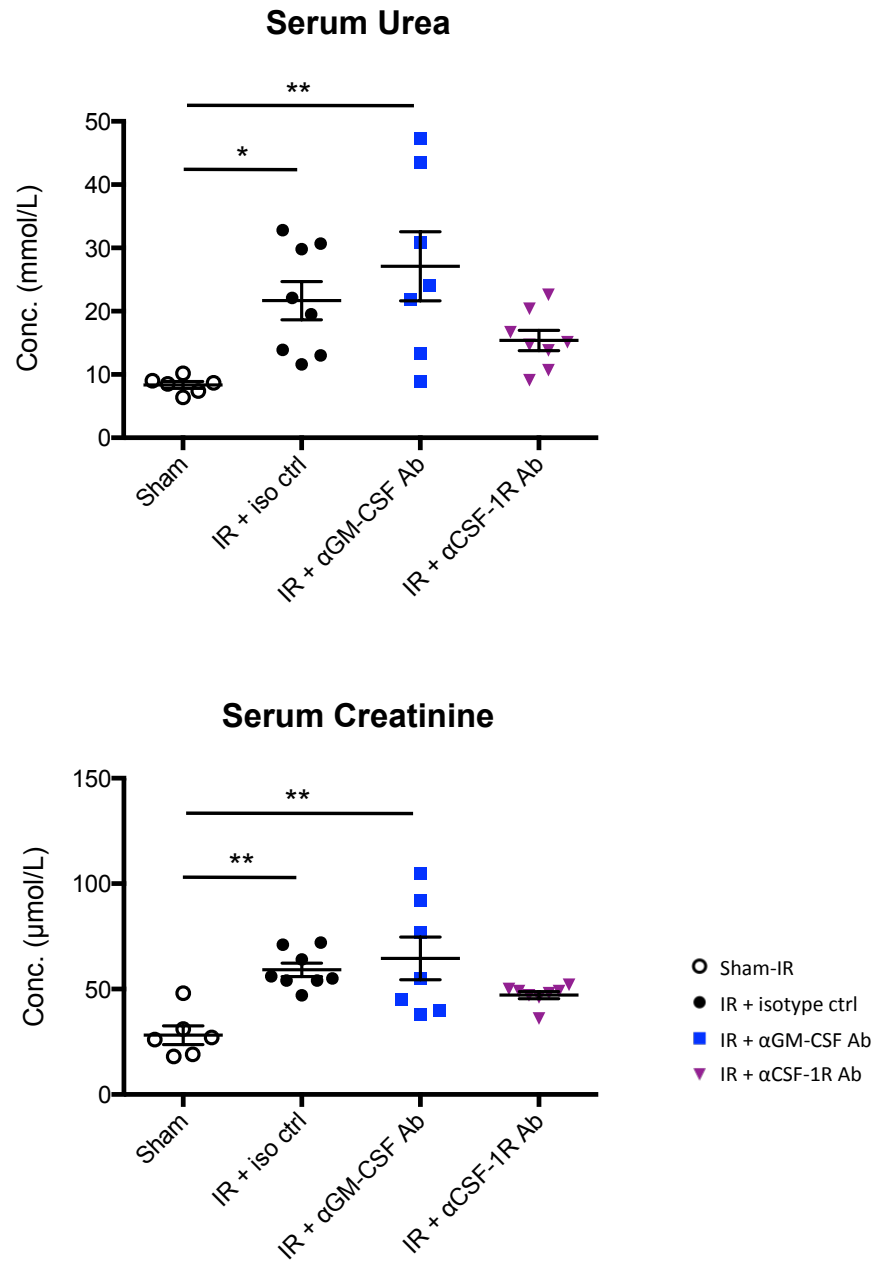 Serum Urea
**
*
50
40
30
20
10
0
Conc. (mmol/L)
Sham
IR + iso ctrl
IR + αGM-CSF Ab
IR + αCSF-1R Ab
Serum Creatinine
**
**
150
100
50
0
Conc. (μmol/L)
Sham
IR + iso ctrl
IR + αGM-CSF Ab
IR + αCSF-1R Ab
Sham-IR
IR + isotype ctrl
IR + αGM-CSF Ab
IR + αCSF-1R Ab